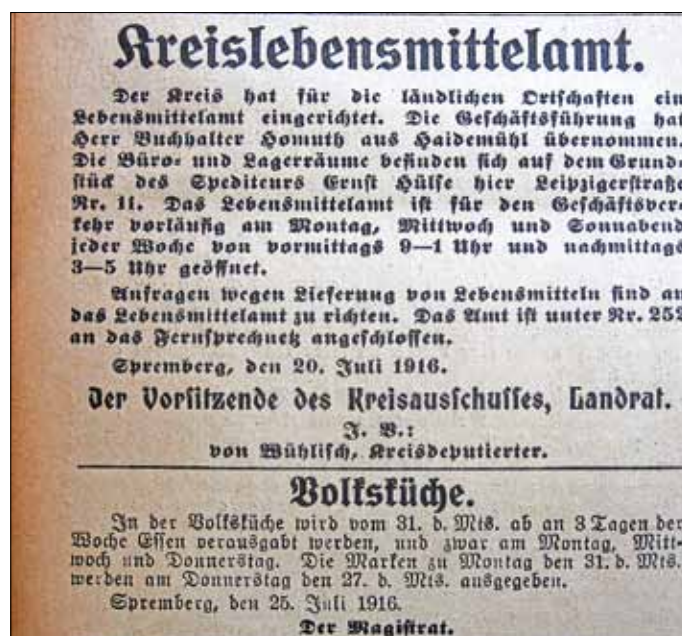 Kreislebensmittelamt.
Der Kreis hat für die ländlichen Ortschaften ein
Lebensmittelamt eingerichtet. Die Geschäftsführung hat
Herr Buchhalter Homuth aus Haidemühl übernommen.
Die Büro- und Lagerräume befinden sich auf dem Grund-
stück des Spediteurs Ernst Hülse hier Leipzigerstraße
Nr. 11. Das Lebensmittelamt ist für den Geschäftsver-
kehr vorläufig am Montag, Mittwoch und Sonnabend
jeder Woche von vormittags 9—1 Uhr und nachmittags
3—5 Uhr geöffnet.
Anfragen wegen Lieferung von Lebensmitteln sind an
das Lebensmittelamt zu richten. Das Amt ist unter Nr. 252
an das Fernsprechnetz angeschlossen.
Spremberg, den 20. Juli 1916.
Der Vorsitzende des Kreisausschusses, Landrat.
J. V.:
von Wühlisch, Kreisdeputierter.
Volksküche.
In der Volksküche wird vom 31. d. Mts. ab an 3 Tagen der
Woche Essen verausgabt werden, und zwar am Montag, Mitt-
woch und Donnerstag. Die Marken zu Montag den 31. d. Mts.
werden am Donnerstag den 27. d. Mts. ausgegeben.
Spremberg, den 25. Juli 1916.
Der Magistrat.